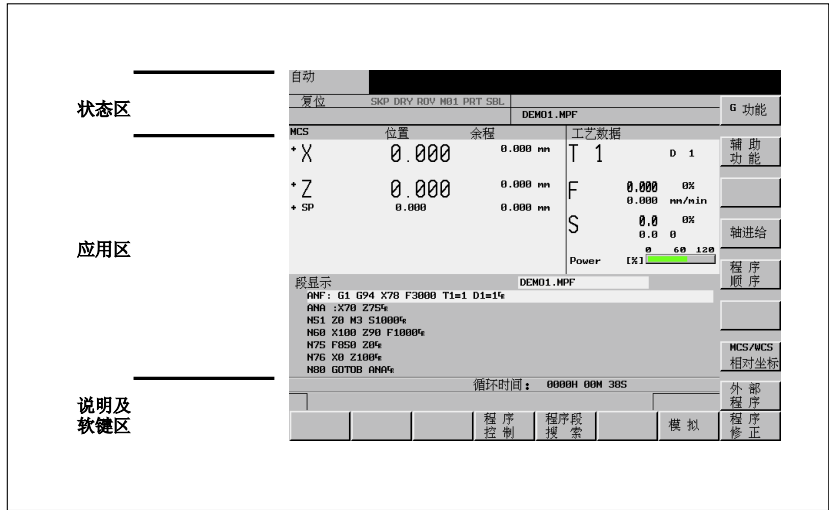 自动
状态区
复位 SKP DRY ROV M01 PRT SBL
DEMO1.MPF
G 功能
MCS 位置 余程 工艺数据
+ X 0.000 0.000 mm T 1 D 1
辅 助
功 能
+ Z 0.000 0.000 mm F 0.000 0%
0.000 mm/min
+ SP 0.000 0.000 mm
S 0.0 0%
0.0 0
轴进给
应用区
0 60 120
Power [%]
程 序
顺 序
段显示 DEMO1.MPF
ANF: G1 G94 X78 F3000 T1=1 D1=1␊
ANA :X70 Z75␊
N51 Z0 M3 S1000␊
N60 X100 Z90 F1000␊
N75 F850 Z0␊
N76 X0 Z100␊
N80 GOTOB ANA␊
MCS/WCS
相对坐标
循环时间: 0000H 00M 38S
外 部
程 序
说明及
软键区
程 序
控 制
程序段
搜 索
模 拟
程 序
修 正